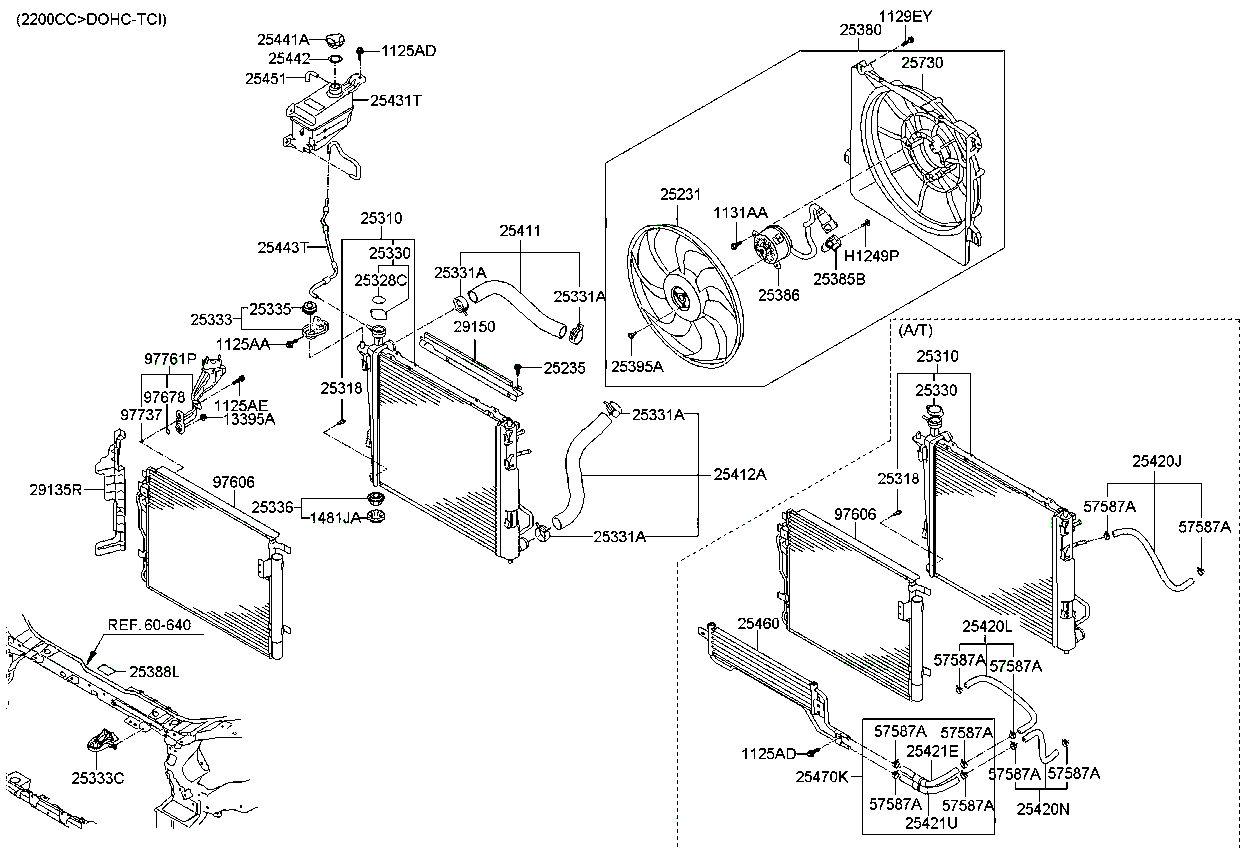 (2200CC>DOHC-TCI)
25441A
25442
1125AD
25451
25431T
25443T
25310
25330
25328C
25411
25331A
25331A
29150
25235
25335
25333
1125AA
97761P
97678
97737
1125AE
13395A
25318
25331A
25412A
25331A
29135R
97606
25336
1481JA
REF. 60-640
25388L
25333C
1129EY
25380
25730
25231
1131AA
H1249P
25385B
25386
25395A
(A/T)
25310
25330
25318
97606
25420J
57587A
57587A
25460
25420L
57587A
57587A
1125AD
25470K
57587A
57587A
25421E
57587A
57587A
25421U
57587A
57587A
25420N